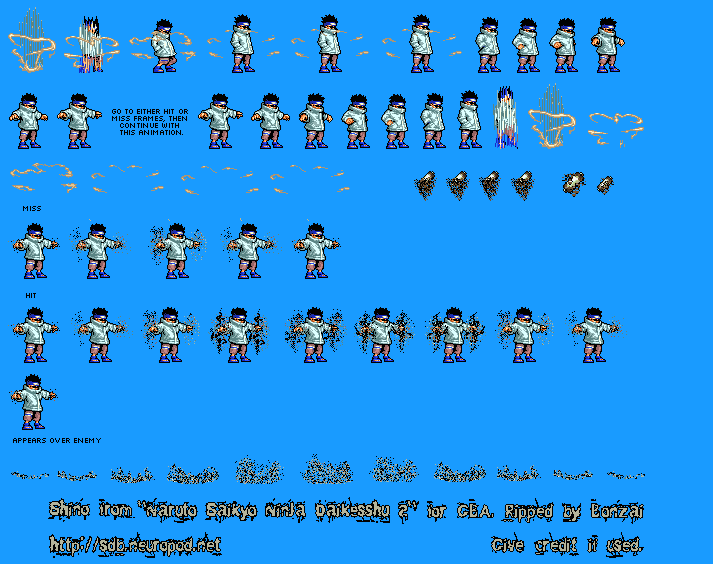 GO TO EITHER HIT OR
MISS FRAMES, THEN
CONTINUE WITH
THIS ANIMATION.
MISS
HIT
APPEARS OVER ENEMY
Shino from "Naruto Saikyo Ninja Daikesshu 2" for GBA. Ripped by Bonzai
http://sdb.neuropod.net
Give credit if used.